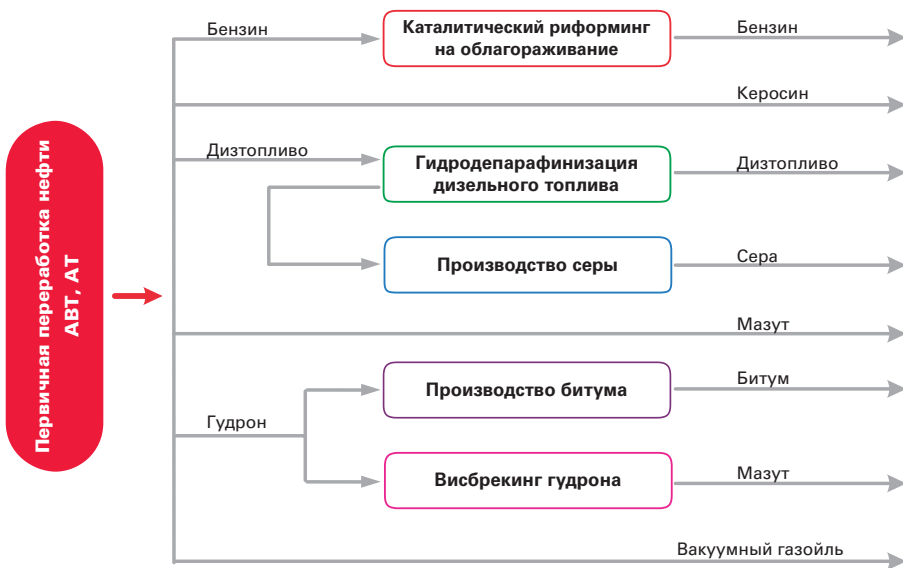 Первичная переработка нефти
АВТ, АТ
Бензин
Каталитический риформинг
на облагораживание
Бензин
Керосин
Дизтопливо
Гидродепарафинизация
дизельного топлива
Дизтопливо
Производство серы
Сера
Мазут
Гудрон
Производство битума
Битум
Висбрекинг гудрона
Мазут
Вакуумный газойль